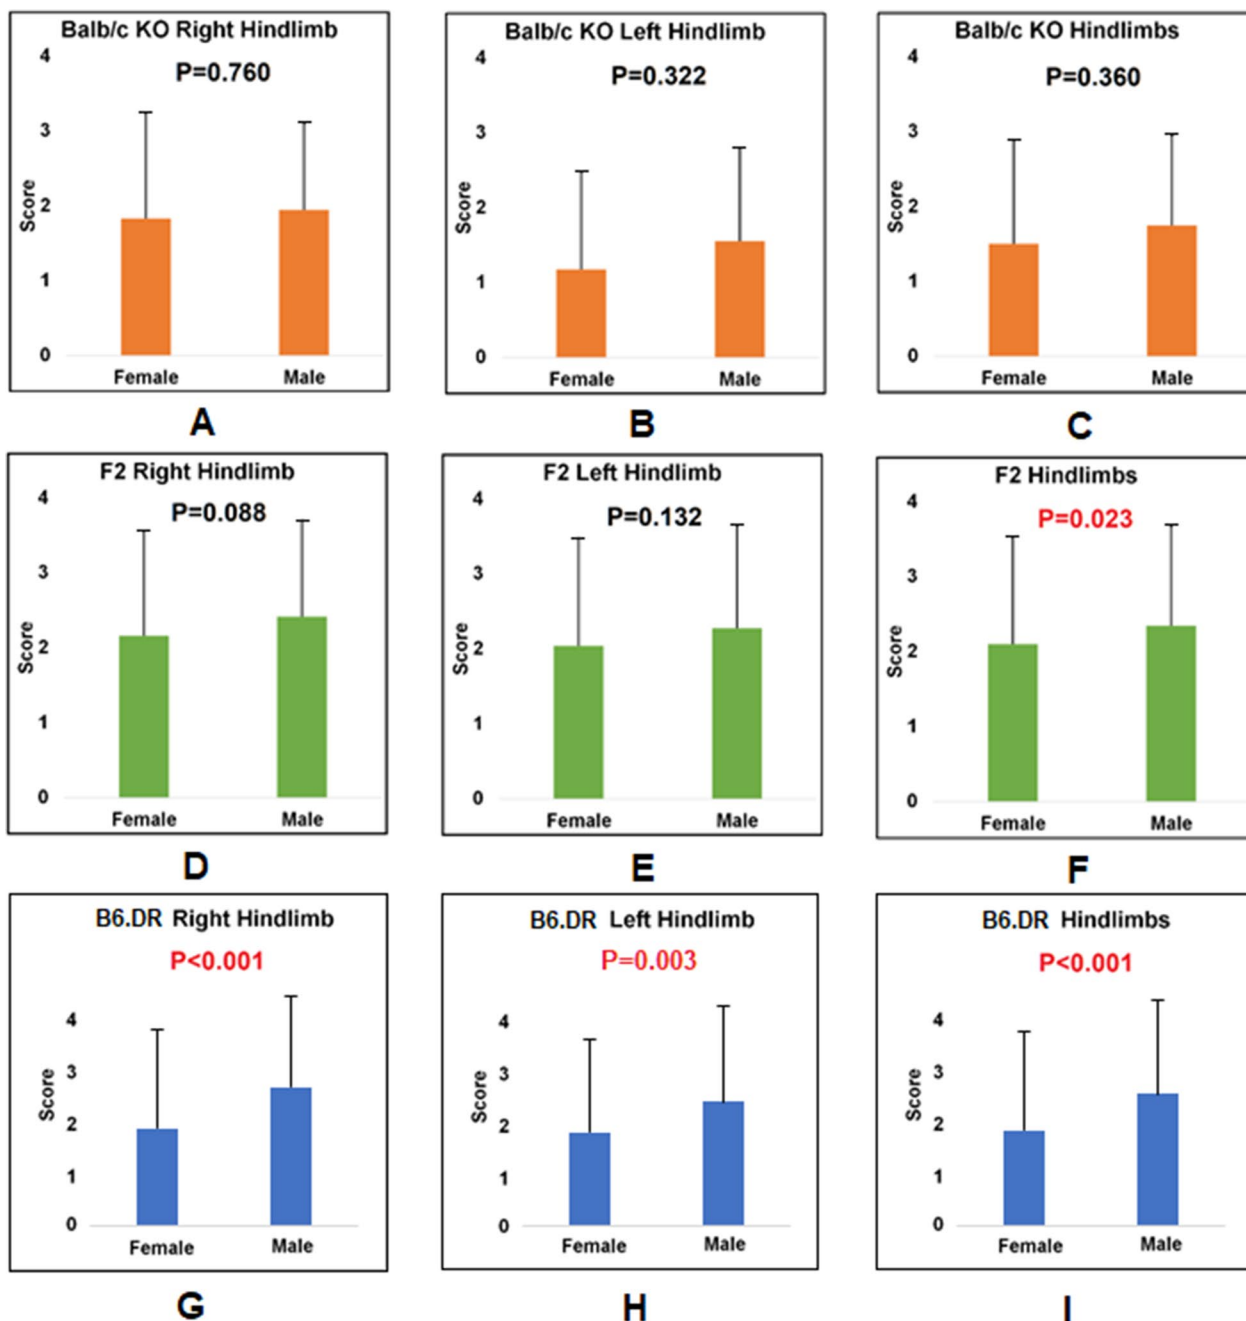 Balb/c KO Right Hindlimb
P=0.760
4
3
2
1
0
Score
Female Male
A
Balb/c KO Left Hindlimb
P=0.322
4
3
2
1
0
Score
Female Male
B
Balb/c KO Hindlimbs
P=0.360
4
3
2
1
0
Score
Female Male
C
F2 Right Hindlimb
P=0.088
4
3
2
1
0
Score
Female Male
D
F2 Left Hindlimb
P=0.132
4
3
2
1
0
Score
Female Male
E
F2 Hindlimbs
P=0.023
4
3
2
1
0
Score
Female Male
F
B6.DR Right Hindlimb
P<0.001
4
3
2
1
0
Score
Female Male
G
B6.DR Left Hindlimb
P=0.003
4
3
2
1
0
Score
Female Male
H
B6.DR Hindlimbs
P<0.001
4
3
2
1
0
Score
Female Male
I